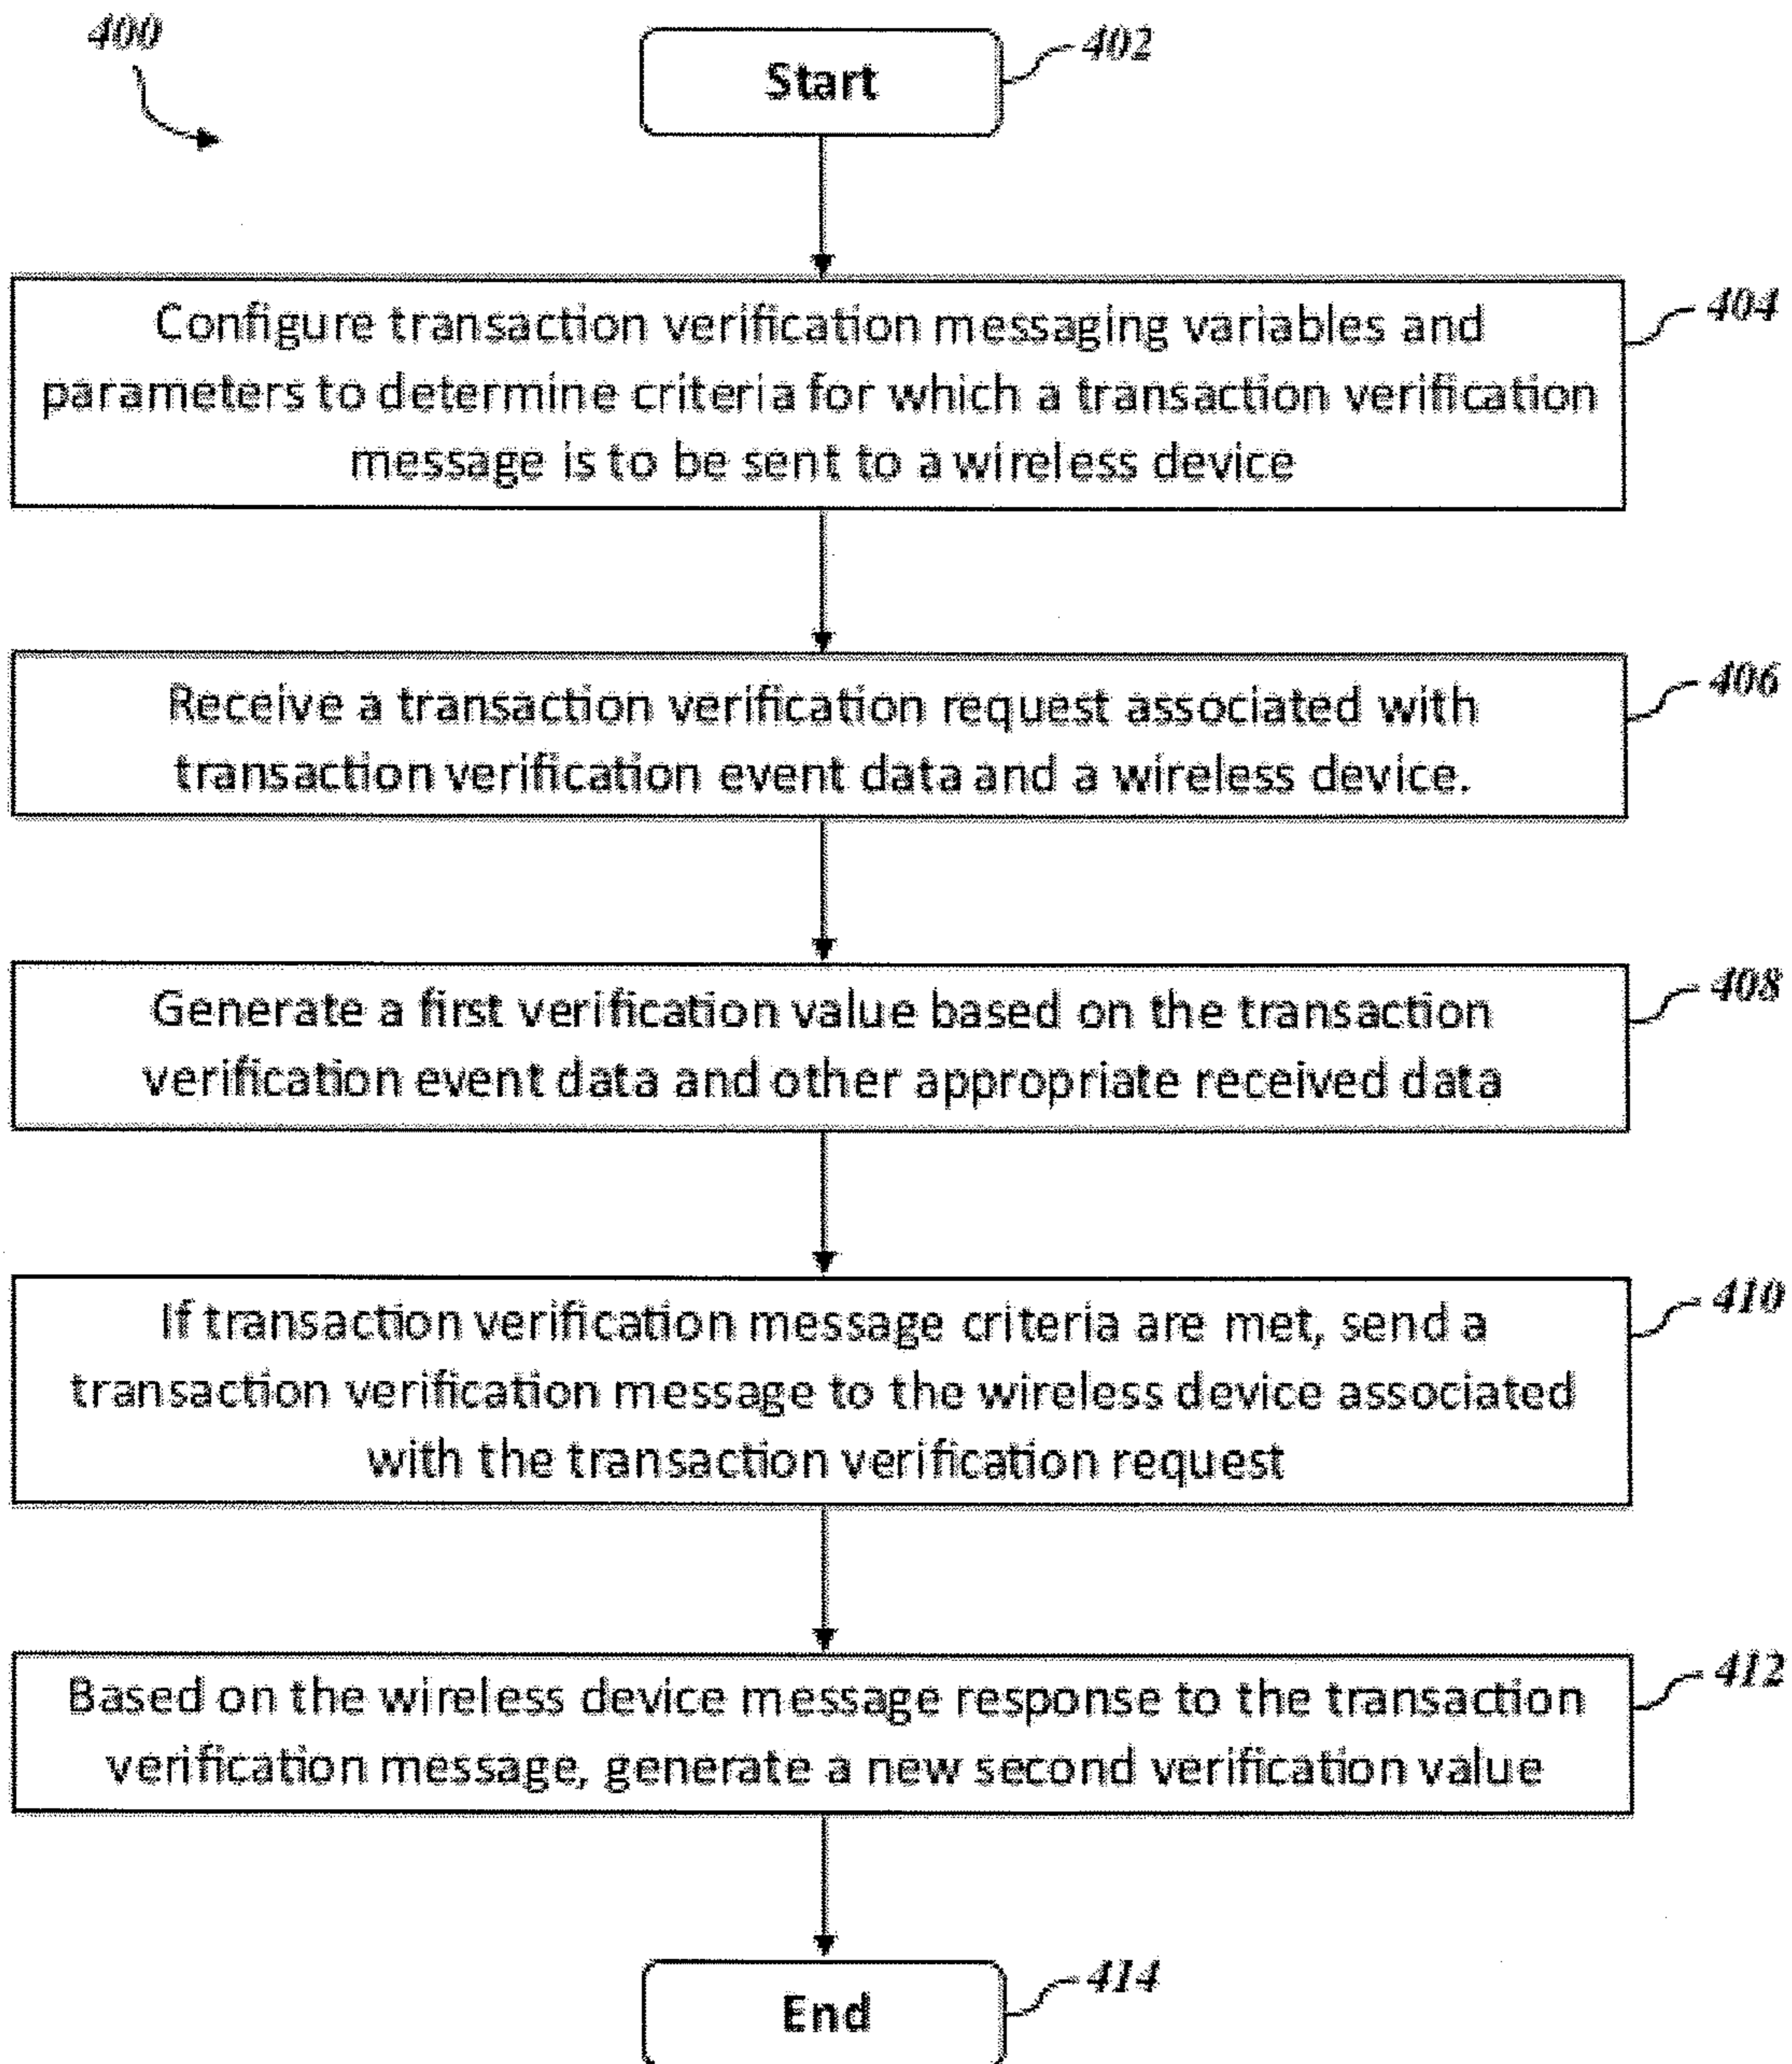 400
Start
402
Configure transaction verification messaging variables and
parameters to determine criteria for which a transaction verification
message is to be sent to a wireless device
404
Receive a transaction verification request associated with
transaction verification event data and a wireless device.
406
Generate a first verification value based on the transaction
verification event data and other appropriate received data
408
If transaction verification message criteria are met, send a
transaction verification message to the wireless device associated
with the transaction verification request
410
Based on the wireless device message response to the transaction
verification message, generate a new second verification value
412
End
414